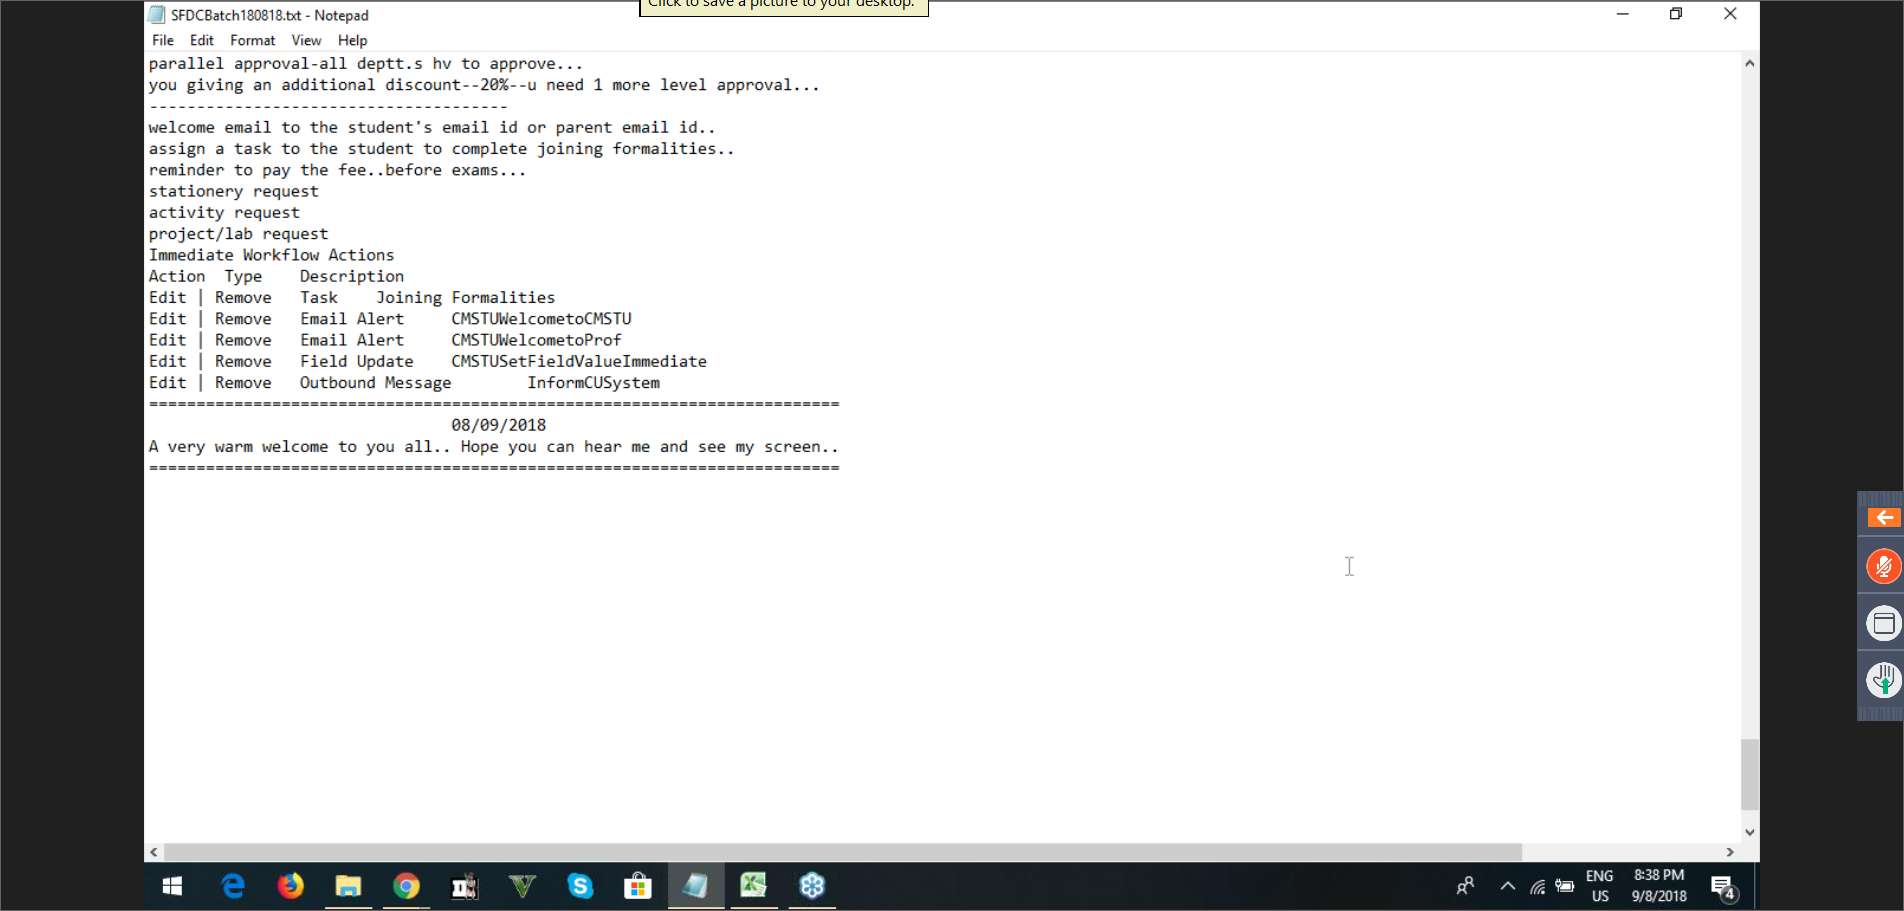 Click to save a picture to your desktop.
SFDCBatch180818.txt - Notepad
File Edit Format View Help
parallel approval-all deptt.s hv to approve...
you giving an additional discount--20%--u need 1 more level approval...
--------------------------------------
welcome email to the student's email id or parent email id..
assign a task to the student to complete joining formalities..
reminder to pay the fee..before exams...
stationery request
activity request
project/lab request
Immediate Workflow Actions
Action  Type    Description
Edit | Remove   Task    Joining Formalities
Edit | Remove   Email Alert     CMSTUWelcometoCMSTU
Edit | Remove   Email Alert     CMSTUWelcometoProf
Edit | Remove   Field Update    CMSTUSetFieldValueImmediate
Edit | Remove   Outbound Message        InformCUSystem
=========================================================================
08/09/2018
A very warm welcome to you all.. Hope you can hear me and see my screen..
=========================================================================
ENG
US
8:38 PM
9/8/2018
4